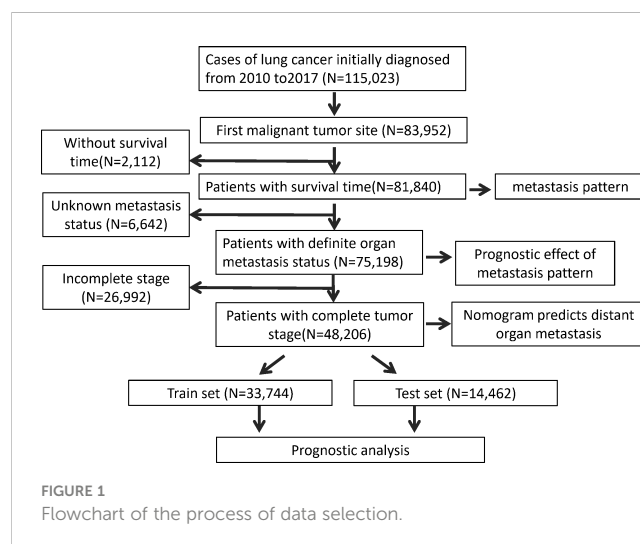 Cases of lung cancer initially diagnosed
from 2010 to2017 (N=115,023)
First malignant tumor site (N=83,952)
Without survival
time(N=2,112)
Patients with survival time(N=81,840)
metastasis pattern
Unknown metastasis
status (N=6,642)
Patients with definite organ
metastasis status (N=75,198)
Prognostic effect of
metastasis pattern
Incomplete stage
(N=26,992)
Patients with complete tumor
stage(N=48,206)
Nomogram predicts distant
organ metastasis
Train set (N=33,744)
Test set (N=14,462)
Prognostic analysis
FIGURE 1
Flowchart of the process of data selection.